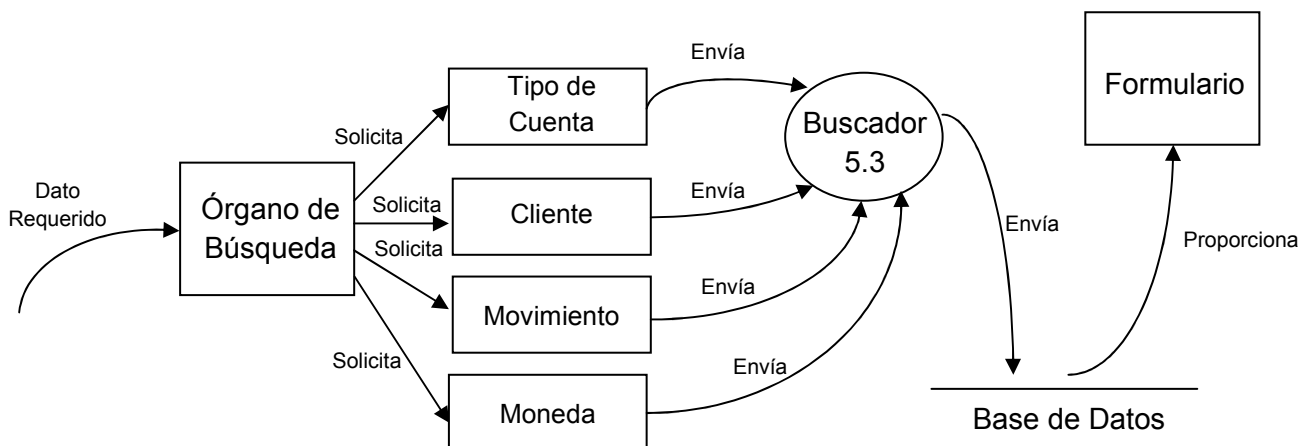 Dato
Requerido
Órgano de
Búsqueda
Solicita
Solicita
Solicita
Solicita
Tipo de
Cuenta
Cliente
Movimiento
Moneda
Envía
Envía
Envía
Envía
Buscador
5.3
Envía
Base de Datos
Proporciona
Formulario